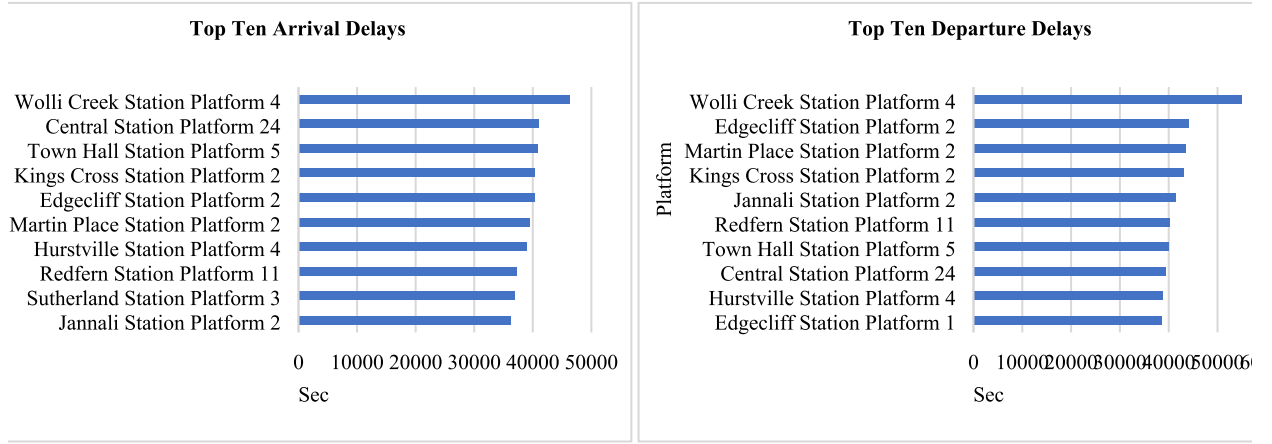 Top Ten Arrival Delays
Wolli Creek Station Platform 4
Central Station Platform 24
Town Hall Station Platform 5
Kings Cross Station Platform 2
Edgecliff Station Platform 2
Martin Place Station Platform 2
Hurstville Station Platform 4
Redfern Station Platform 11
Sutherland Station Platform 3
Jannali Station Platform 2
0 10000 20000 30000 40000 50000
Sec
Top Ten Departure Delays
Platform
Wolli Creek Station Platform 4
Edgecliff Station Platform 2
Martin Place Station Platform 2
Kings Cross Station Platform 2
Jannali Station Platform 2
Redfern Station Platform 11
Town Hall Station Platform 5
Central Station Platform 24
Hurstville Station Platform 4
Edgecliff Station Platform 1
0 10000 20000 30000 40000 50000
Sec